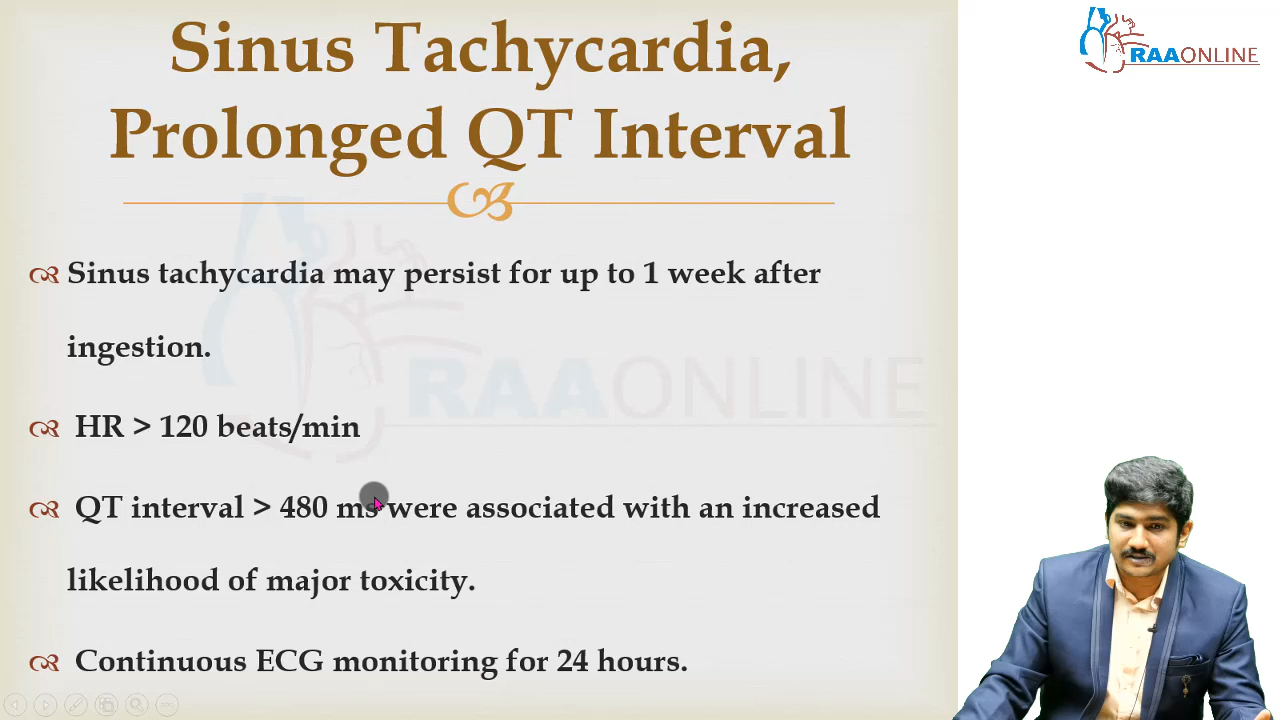 Sinus Tachycardia,
Prolonged QT Interval
RAAONLINE
Sinus tachycardia may persist for up to 1 week after
ingestion.
RAAONLINE
HR > 120 beats/min
QT interval > 480 ms were associated with an increased
likelihood of major toxicity.
Continuous ECG monitoring for 24 hours.